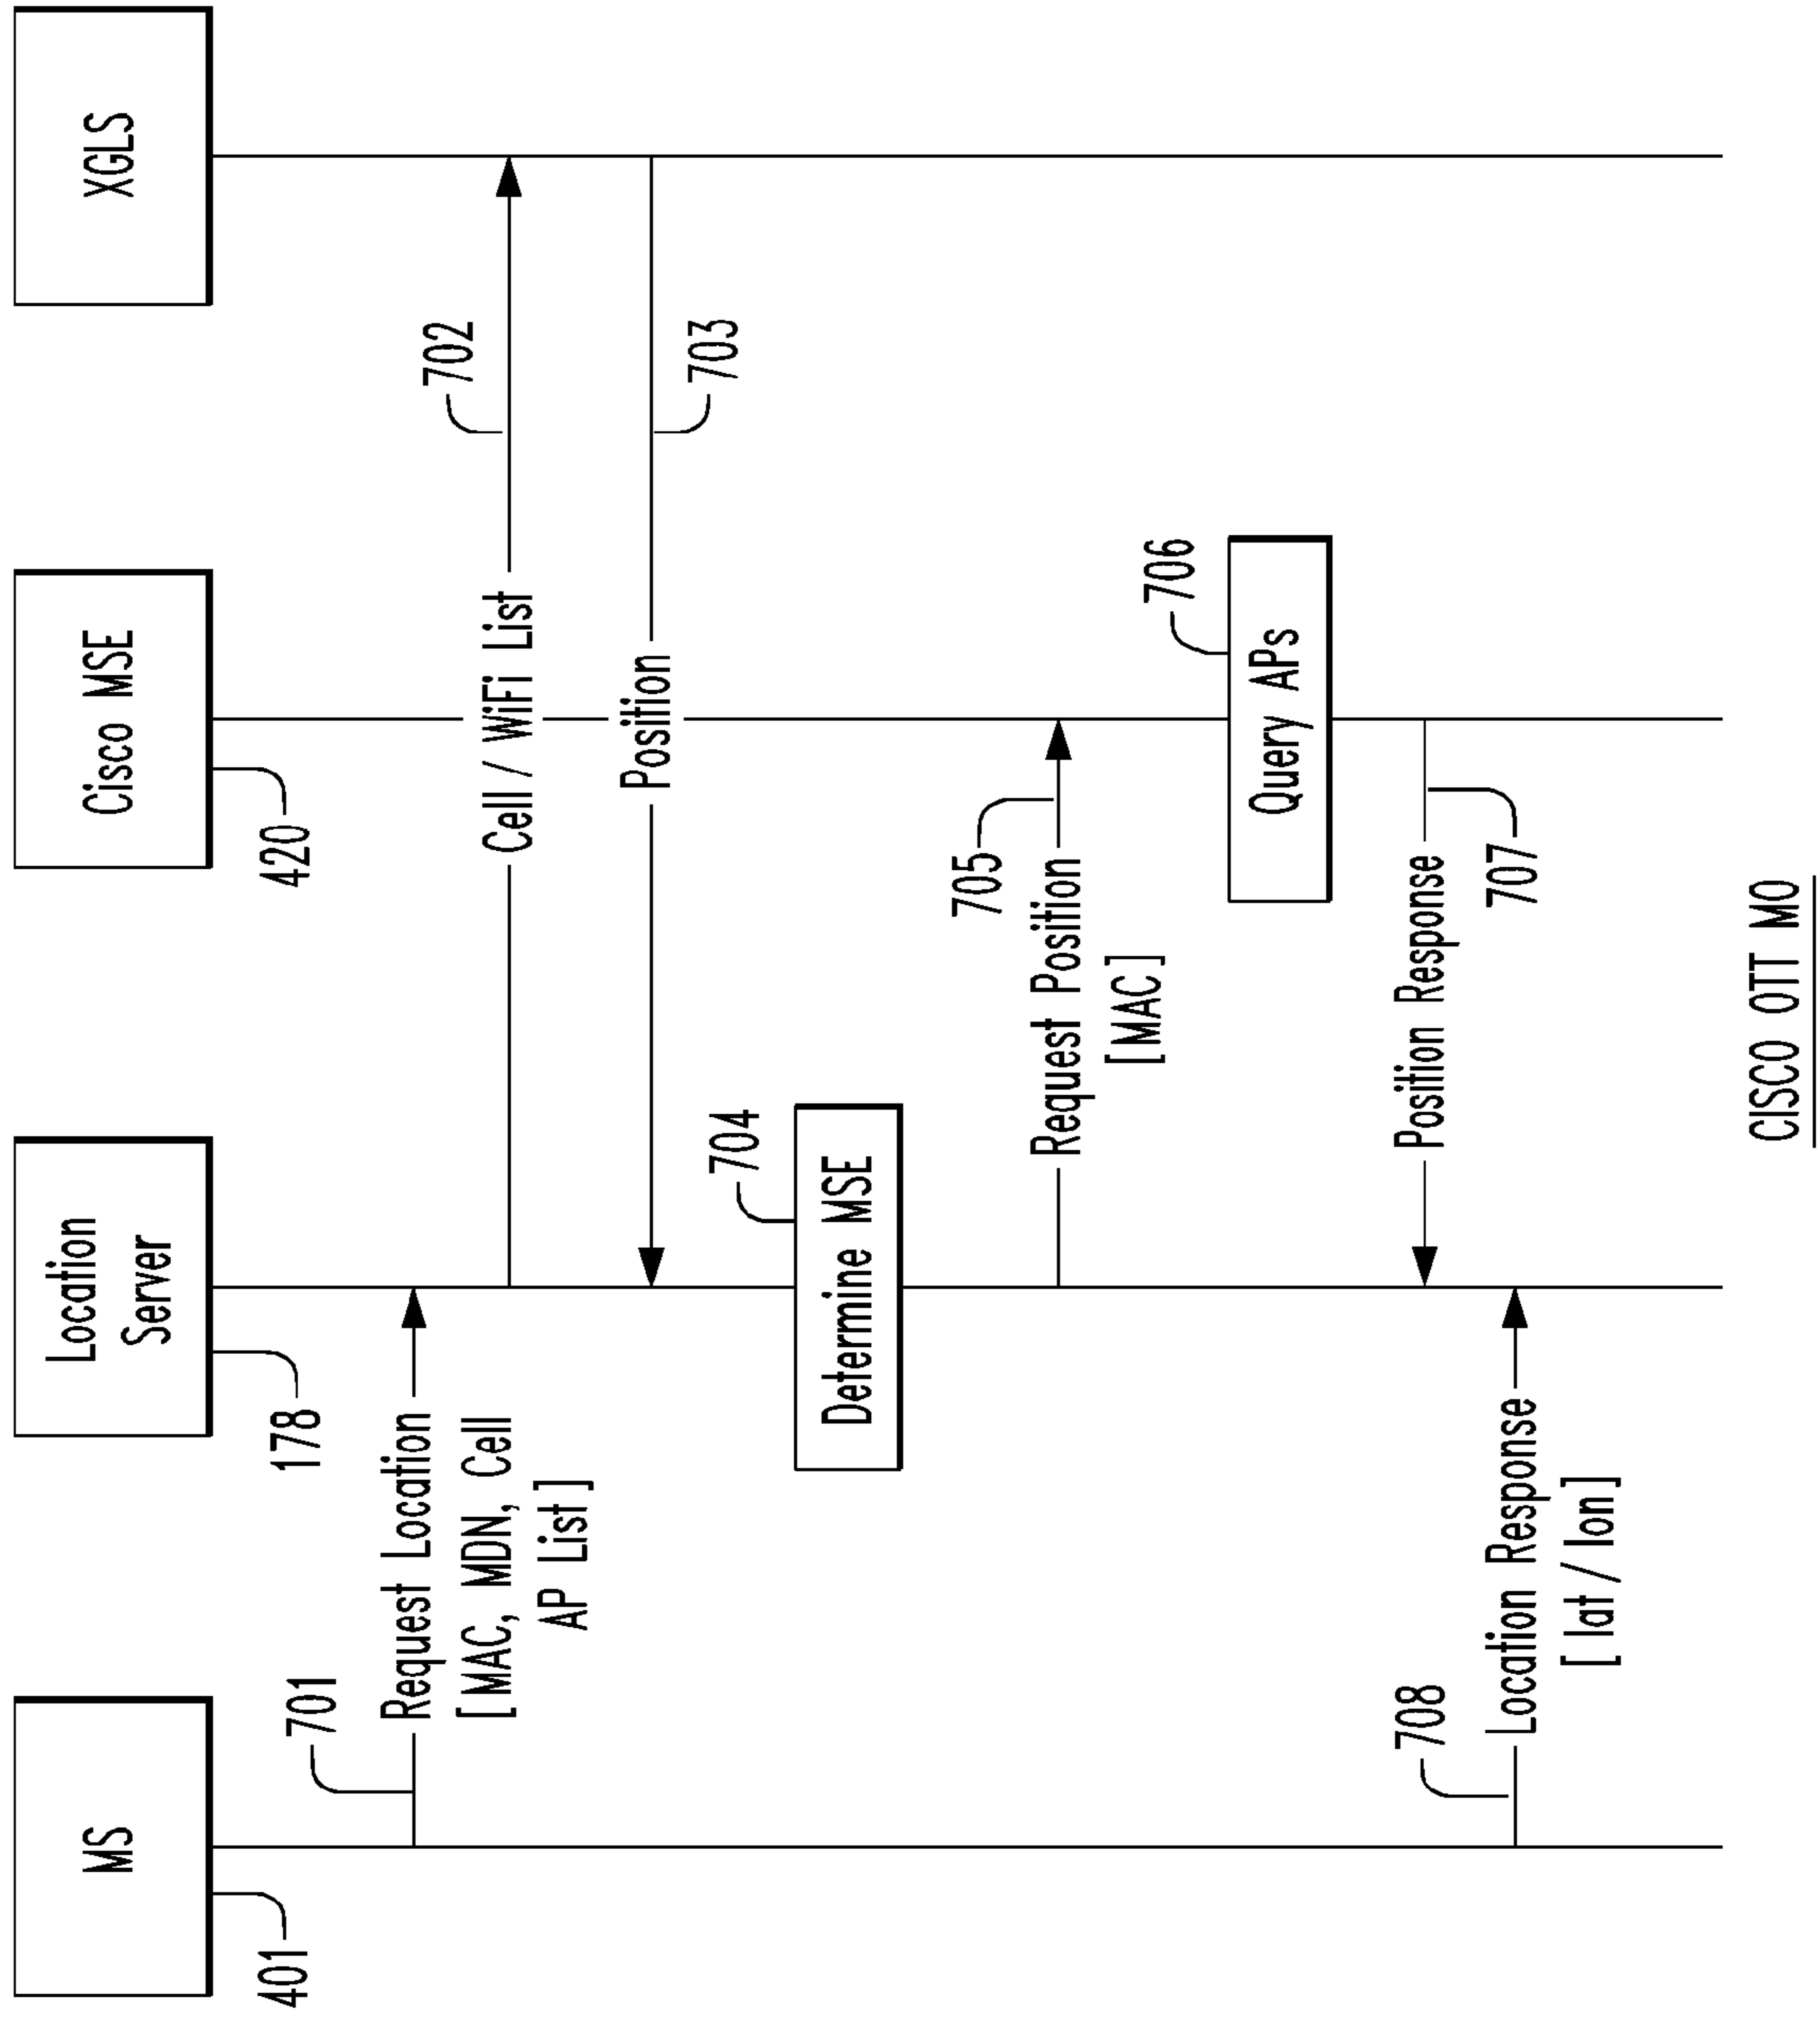 MS
401
Location
Server
178
Cisco MSE
420
XGLS
701
Request Location
[MAC, MDN, Cell
AP List]
702
Cell / WiFi List
Position
703
704
Determine MSE
705
Request Position
[MAC]
706
Query APs
Position Response
707
708
Location Response
[lat / lon]
CISCO OTT MO